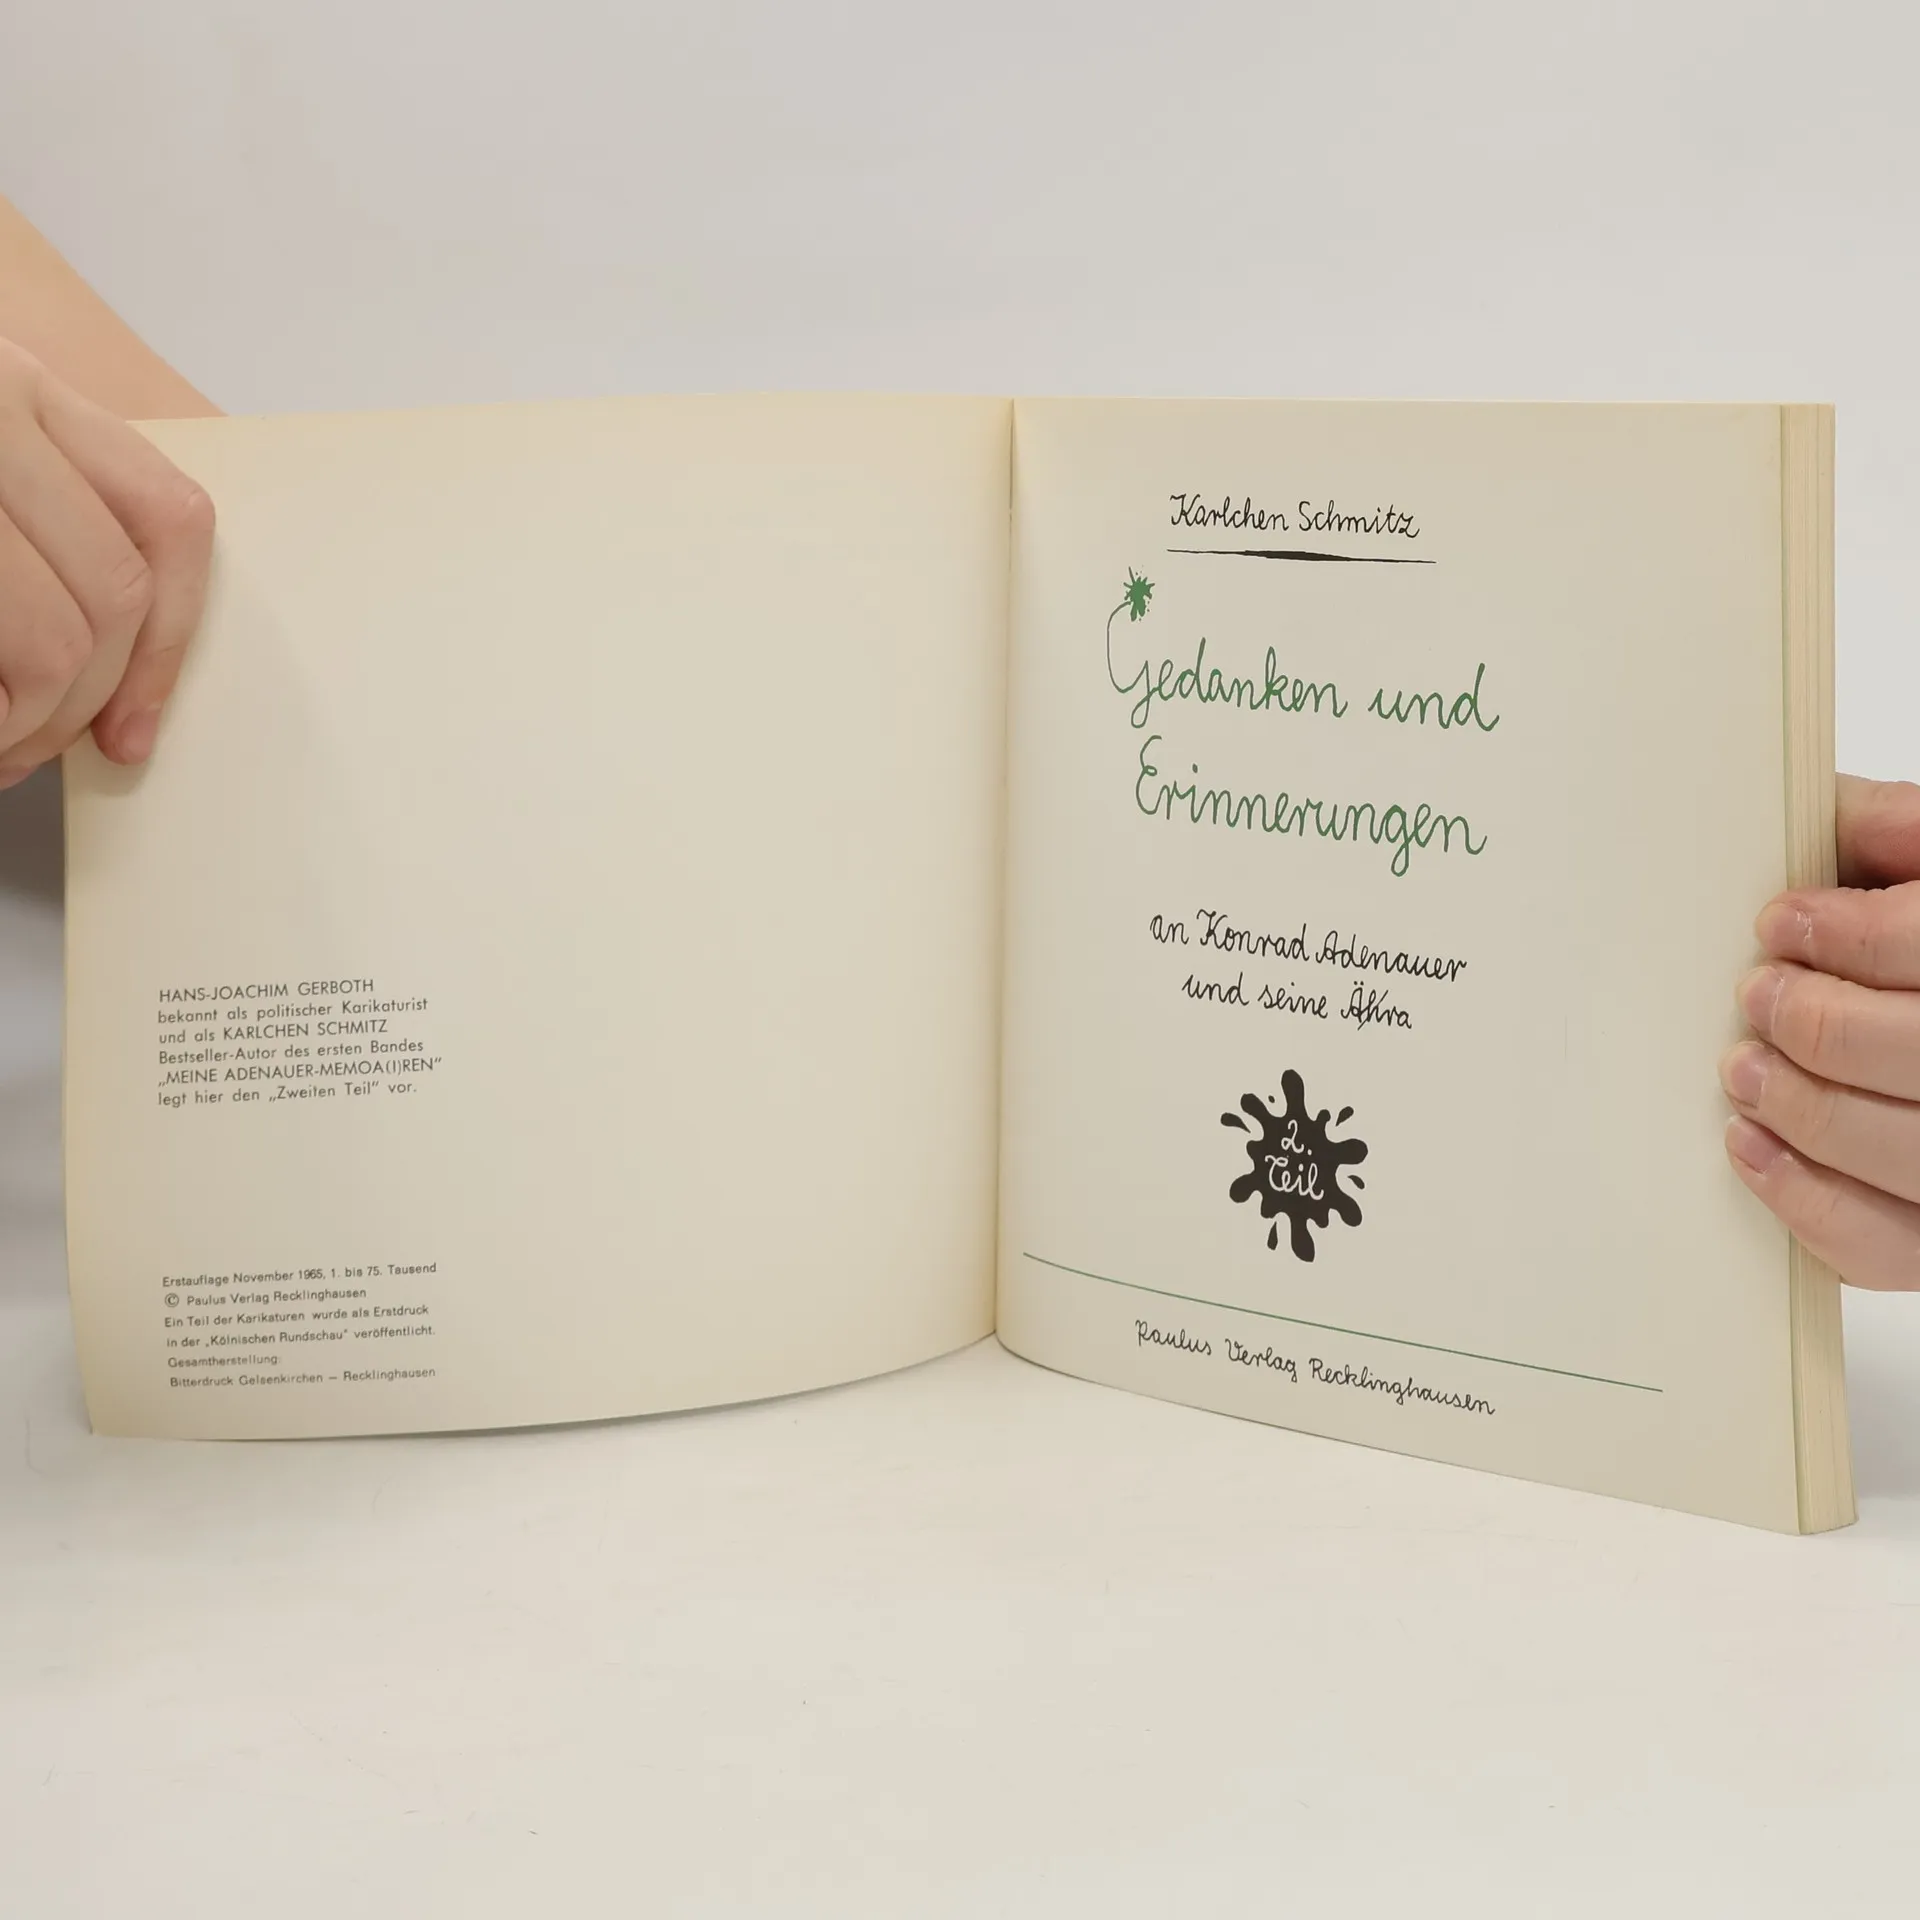 HANS-JOACHIM GERBOTH
bekannt als politischer Karikaturist
und als KARLCHEN SCHMITZ
Bestseller-Autor des ersten Bandes
„MEINE ADENAUER-MEMOA(I)REN"
legt hier den „Zweiten Teil" vor.
Erstauflage November 1965, 1. bis 75. Tausend
© Paulus Verlag Recklinghausen
Ein Teil der Karikaturen wurde als Erstdruck
in der „Kölnischen Rundschau" veröffentlicht.
Gesamtherstellung:
Bitterdruck Gelsenkirchen – Recklinghausen
Karlchen Schmitz
Gedanken und
Erinnerungen
an Konrad Adenauer
und seine Ähra
2.
Teil
Paulus Verlag Recklinghausen